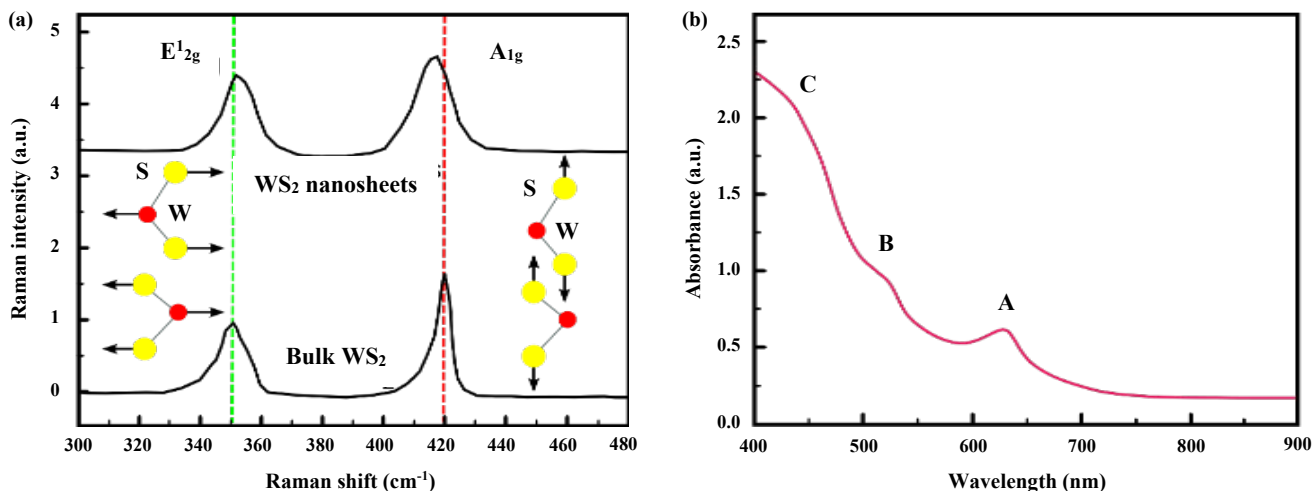 (a)
5
4
3
2
1
0
Raman intensity (a.u.)
E¹2g
A1g
S
W
WS2 nanosheets
S
W
Bulk WS2
300 320 340 360 380 400 420 440 460 480
Raman shift (cm-1)
(b)
2.5
2.0
1.5
1.0
0.5
0.0
Absorbance (a.u.)
C
B
A
400 500 600 700 800 900
Wavelength (nm)